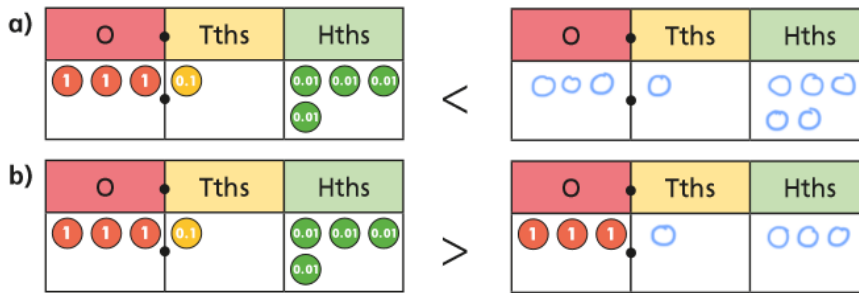 a) O Tths Hths O Tths Hths
1 1 1 0.1 0.01 0.01 0.01 <
0.01
b) O Tths Hths O Tths Hths
1 1 1 0.1 0.01 0.01 0.01 > 1 1 1
0.01